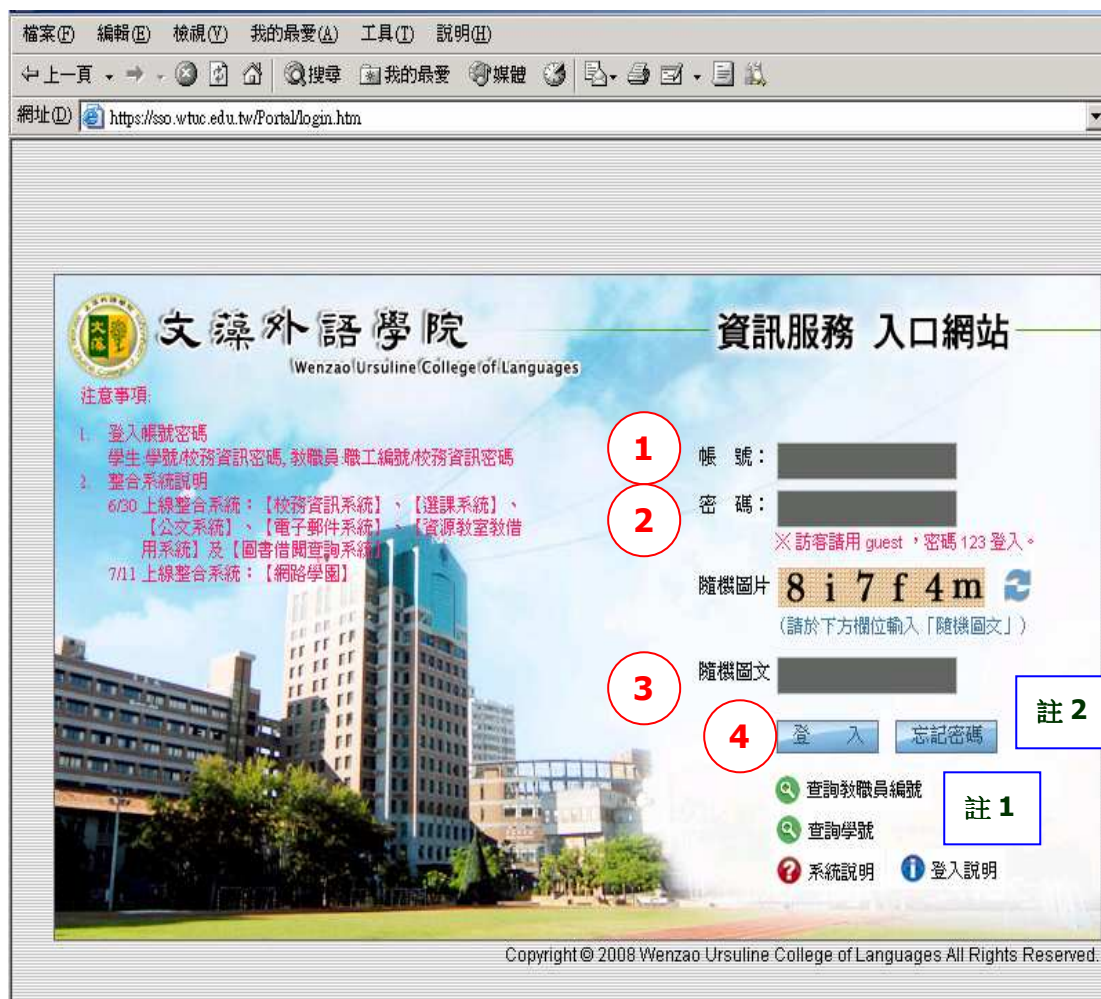 檔案(F) 編輯(E) 檢視(V) 我的最愛(A) 工具(T) 說明(H)
上一頁 搜尋 我的最愛 媒體
網址(D) https://sso.wtuc.edu.tw/Portal/login.htm
文藻外語學院
Wenzao Ursuline College of Languages
資訊服務 入口網站
注意事項:
1. 登入帳號密碼
學生:學號/校務資訊密碼, 教職員:職工編號/校務資訊密碼
2. 整合系統說明
6/30 上線整合系統：【校務資訊系統】、【選課系統】、
【公文系統】、【電子郵件系統】、【資源教室教借
用系統】及【圖書借閱查詢系統】
7/11 上線整合系統：【網路學園】
1 帳 號：
2 密 碼：
※ 訪客請用 guest ，密碼 123 登入。
隨機圖片 8 i 7 f 4 m
(請於下方欄位輸入「隨機圖文」)
3 隨機圖文
4 登 入 忘記密碼 註 2
查詢教職員編號 註 1
查詢學號
系統說明 登入說明
Copyright © 2008 Wenzao Ursuline College of Languages All Rights Reserved.